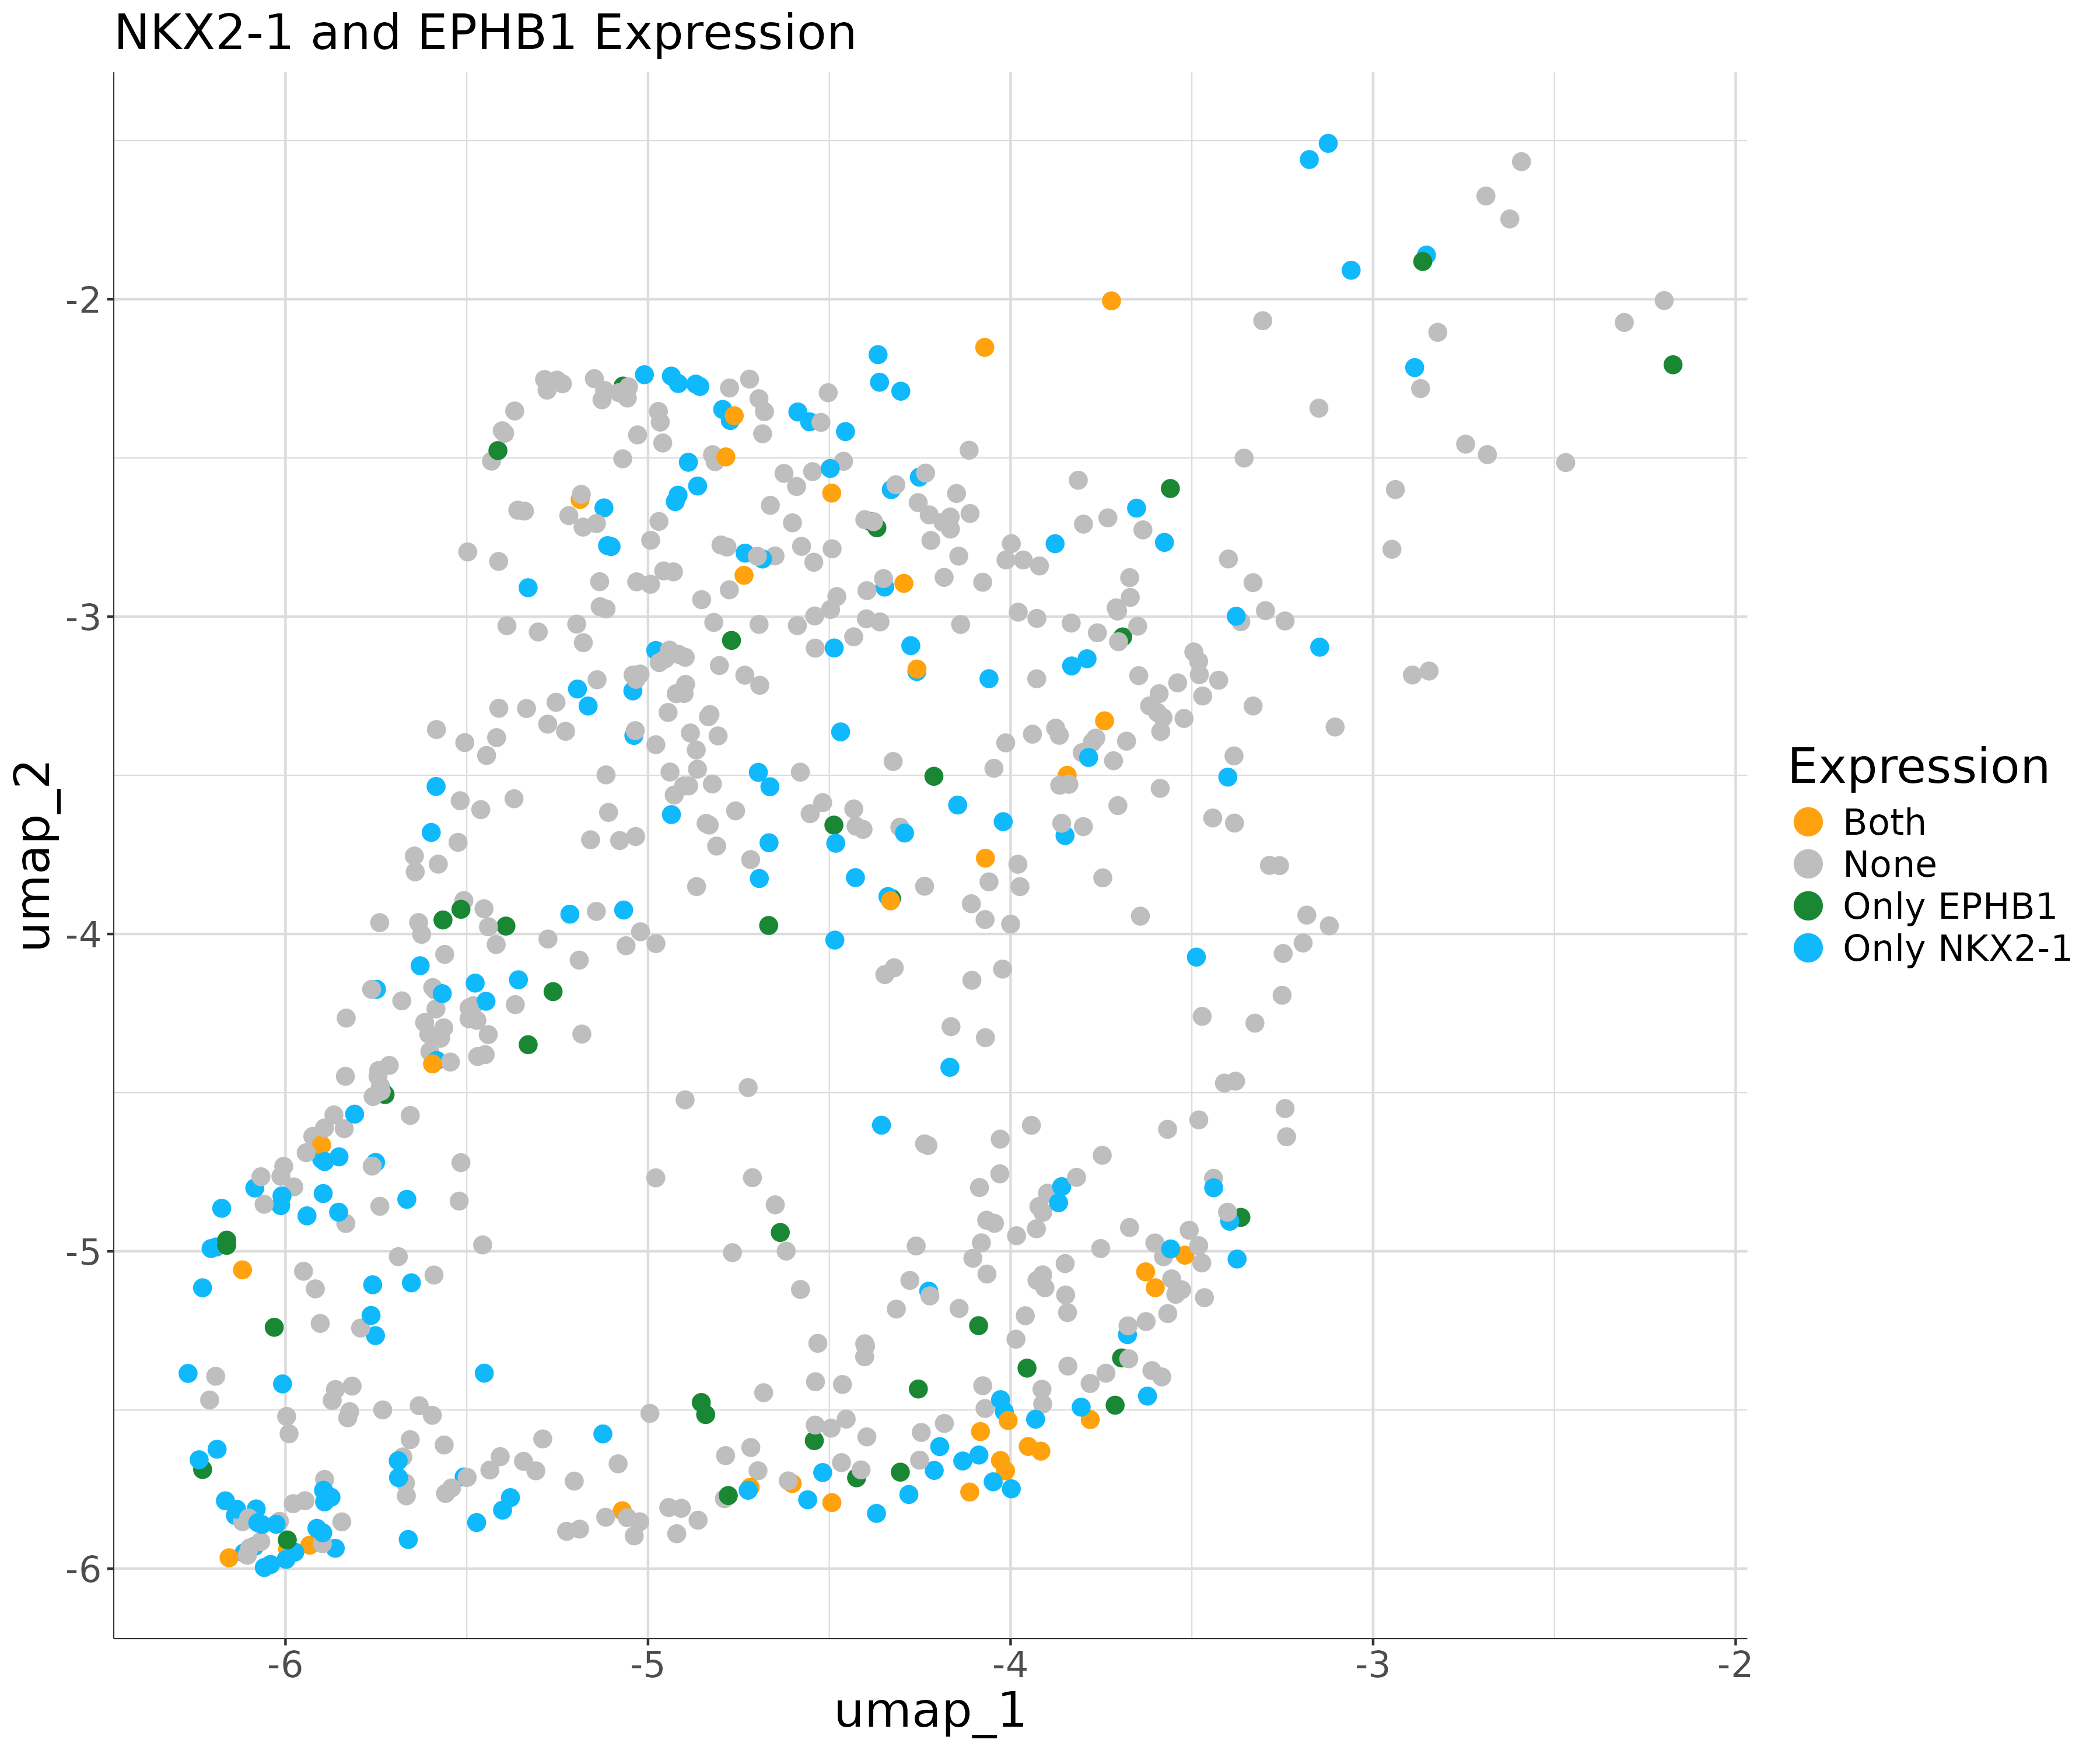 NKX2-1 and EPHB1 Expression
-2
-3
-4
-5
-6
umap_2
-6
-5
-4
-3
-2
umap_1
Expression
Both
None
Only EPHB1
Only NKX2-1